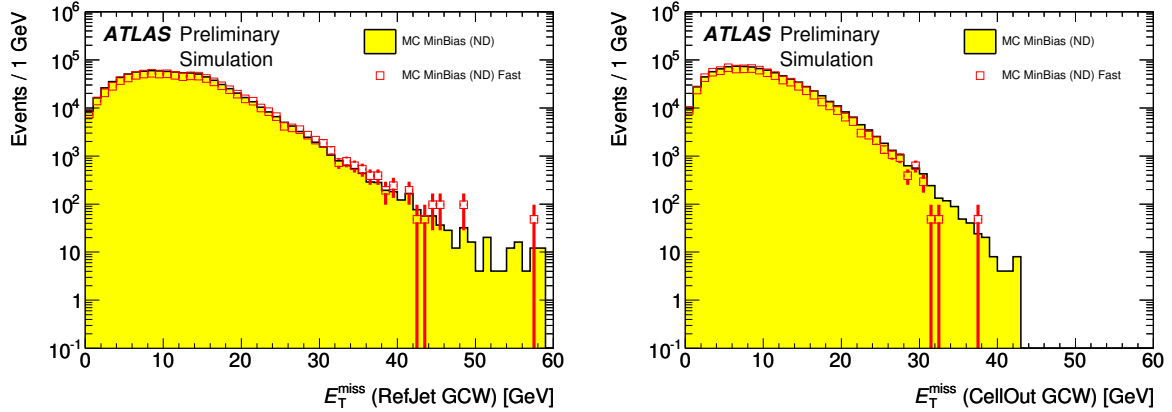 ATLAS Preliminary
Simulation
MC MinBias (ND)
MC MinBias (ND) Fast
Events / 1 GeV
10^6
10^5
10^4
10^3
10^2
10
1
10^-1
0 10 20 30 40 50 60
E_T^miss (RefJet GCW) [GeV]
ATLAS Preliminary
Simulation
MC MinBias (ND)
MC MinBias (ND) Fast
Events / 1 GeV
10^6
10^5
10^4
10^3
10^2
10
1
10^-1
0 10 20 30 40 50 60
E_T^miss (CellOut GCW) [GeV]